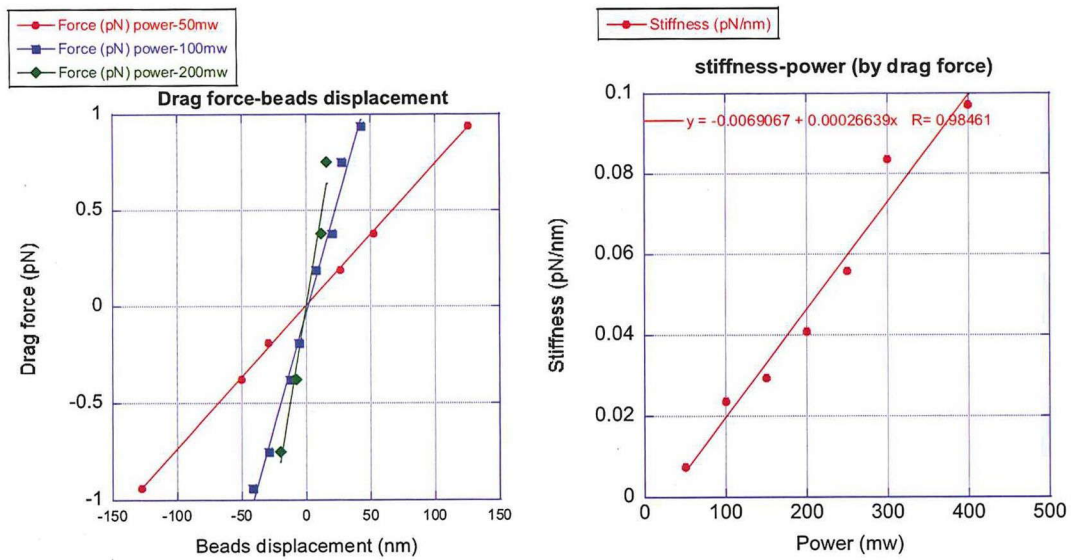 Force (pN) power-50mw
Force (pN) power-100mw
Force (pN) power-200mw
Drag force-beads displacement
1
0.5
0
-0.5
-1
-150
-100
-50
0
50
100
150
Drag force (pN)
Beads displacement (nm)
Stiffness (pN/nm)
stiffness-power (by drag force)
y = -0.0069067 + 0.00026639x R= 0.98461
0.1
0.08
0.06
0.04
0.02
0
0
100
200
300
400
500
Stiffness (pN/nm)
Power (mw)